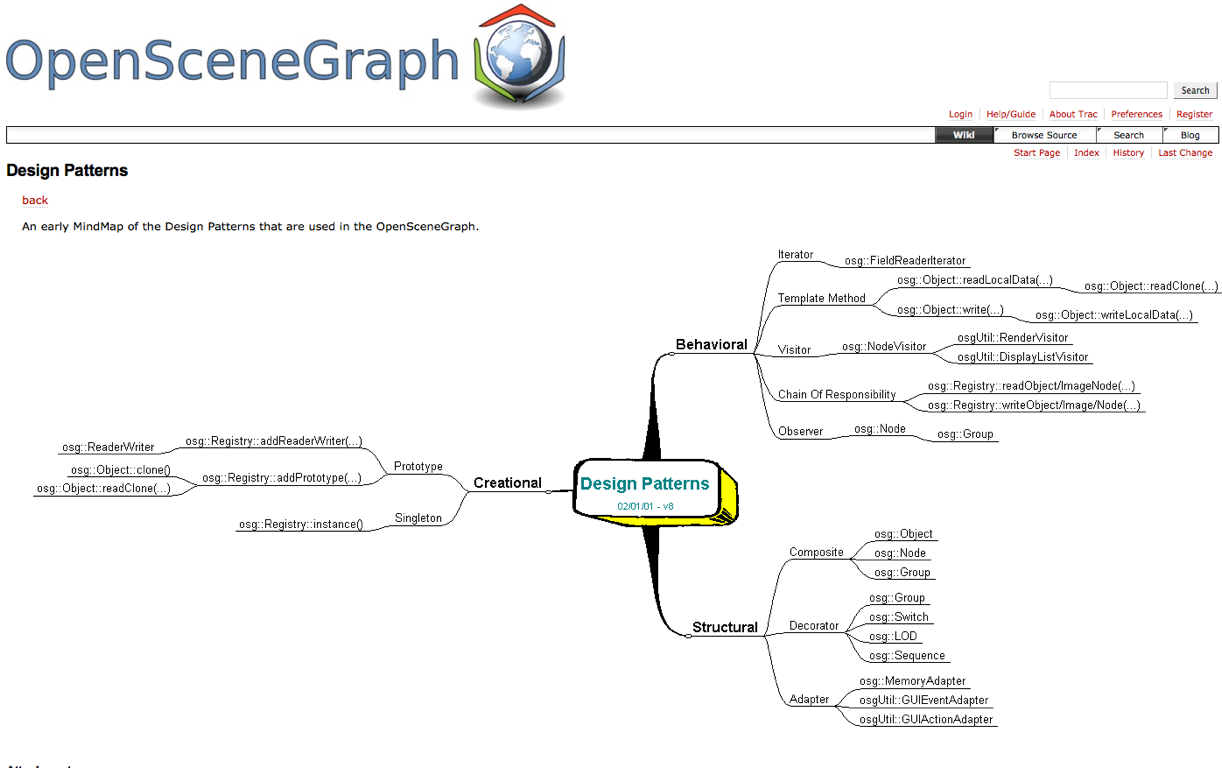 OpenSceneGraph
Search
Login Help/Guide About Trac Preferences Register
Wiki Browse Source Search Blog
Start Page Index History Last Change
Design Patterns
back
An early MindMap of the Design Patterns that are used in the OpenSceneGraph.
Behavioral
Iterator
osg::FieldReaderIterator
Template Method
osg::Object::readLocalData(...)
osg::Object::readClone(...)
osg::Object::write(...)
osg::Object::writeLocalData(...)
Visitor
osg::NodeVisitor
osgUtil::RenderVisitor
osgUtil::DisplayListVisitor
Chain Of Responsibility
osg::Registry::readObject/ImageNode(...)
osg::Registry::writeObject/Image/Node(...)
Observer
osg::Node
osg::Group
Design Patterns
02/01/01 - v8
Creational
Prototype
osg::Registry::addReaderWriter(...)
osg::ReaderWriter
osg::Registry::addPrototype(...)
osg::Object::clone()
osg::Object::readClone(...)
Singleton
osg::Registry::instance()
Structural
Composite
osg::Object
osg::Node
osg::Group
Decorator
osg::Group
osg::Switch
osg::LOD
osg::Sequence
Adapter
osg::MemoryAdapter
osgUtil::GUIEventAdapter
osgUtil::GUIActionAdapter